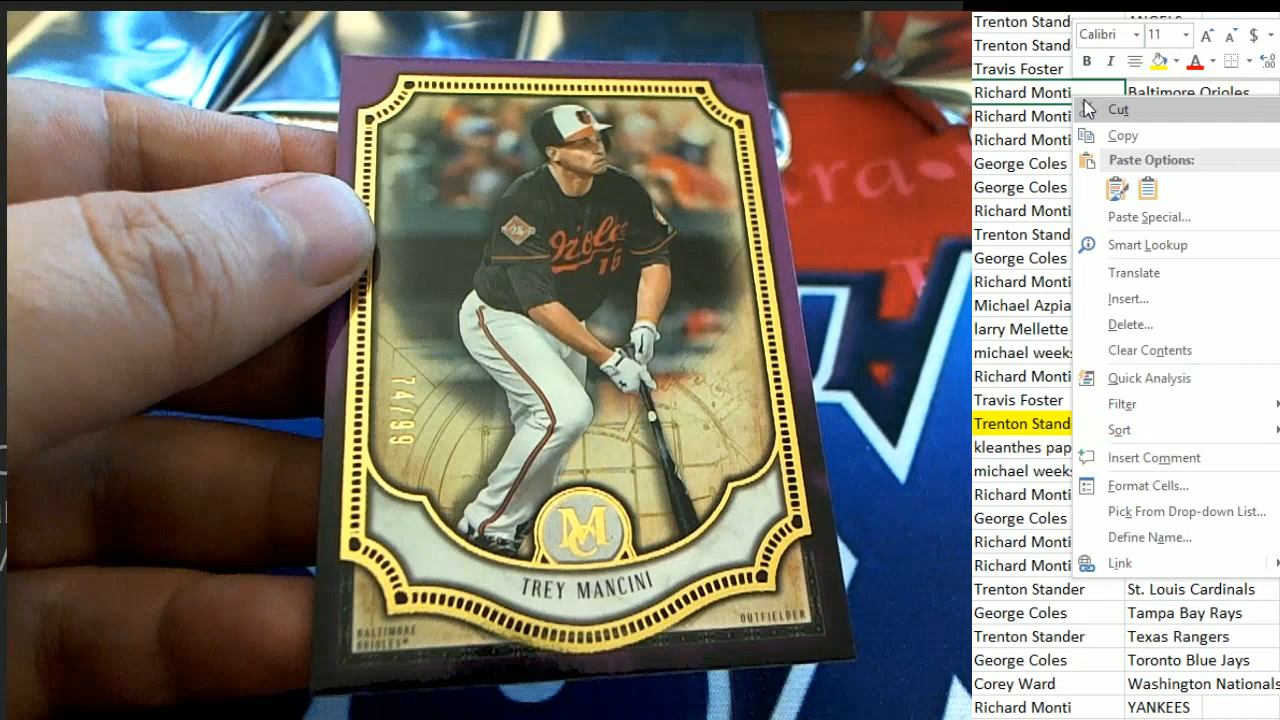 Oriole
16
74/99
MC
TREY MANCINI
OUTFIELDER
BALTIMORE
ORIOLES
Trenton Stand
ANGELS
Trenton Stand
Travis Foster
Richard Monti
Baltimore Orioles
Richard Monti
Richard Monti
George Coles
George Coles
Richard Monti
Trenton Stand
George Coles
Richard Monti
Michael Azpia
larry Mellette
michael weeks
Richard Monti
Travis Foster
Trenton Stand
kleanthes pap
michael weeks
Richard Monti
George Coles
Richard Monti
Richard Monti
Trenton Stander St. Louis Cardinals
George Coles Tampa Bay Rays
Trenton Stander Texas Rangers
George Coles Toronto Blue Jays
Corey Ward Washington Nationals
Richard Monti YANKEES
Calibri 11 A A $
B I A
Cut
Copy
Paste Options:
Paste Special...
Smart Lookup
Translate
Insert...
Delete...
Clear Contents
Quick Analysis
Filter
Sort
Insert Comment
Format Cells...
Pick From Drop-down List...
Define Name...
Link